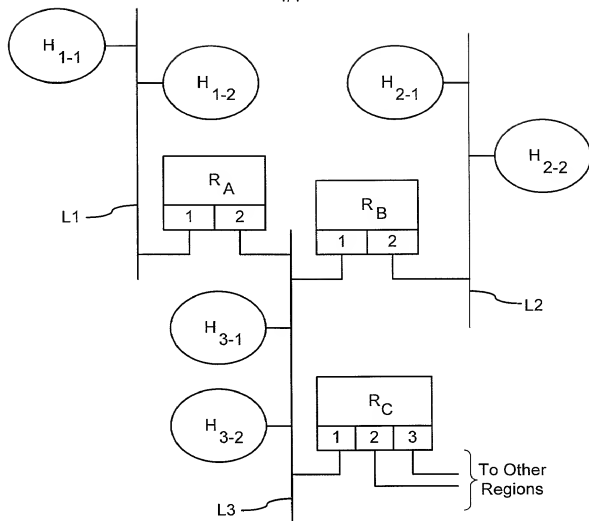 H1-1
H1-2
H2-1
H2-2
RA
1 2
RB
1 2
L1
L2
H3-1
H3-2
RC
1 2 3
To Other
Regions
L3